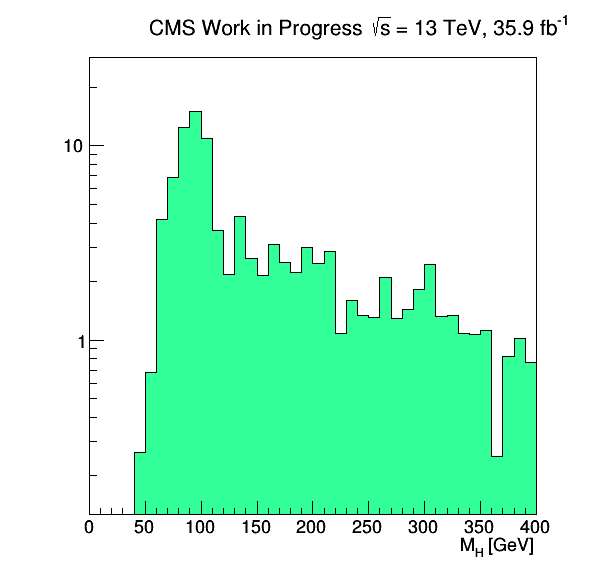 CMS Work in Progress √s = 13 TeV, 35.9 fb⁻¹
10
1
0 50 100 150 200 250 300 350 400
M_H [GeV]